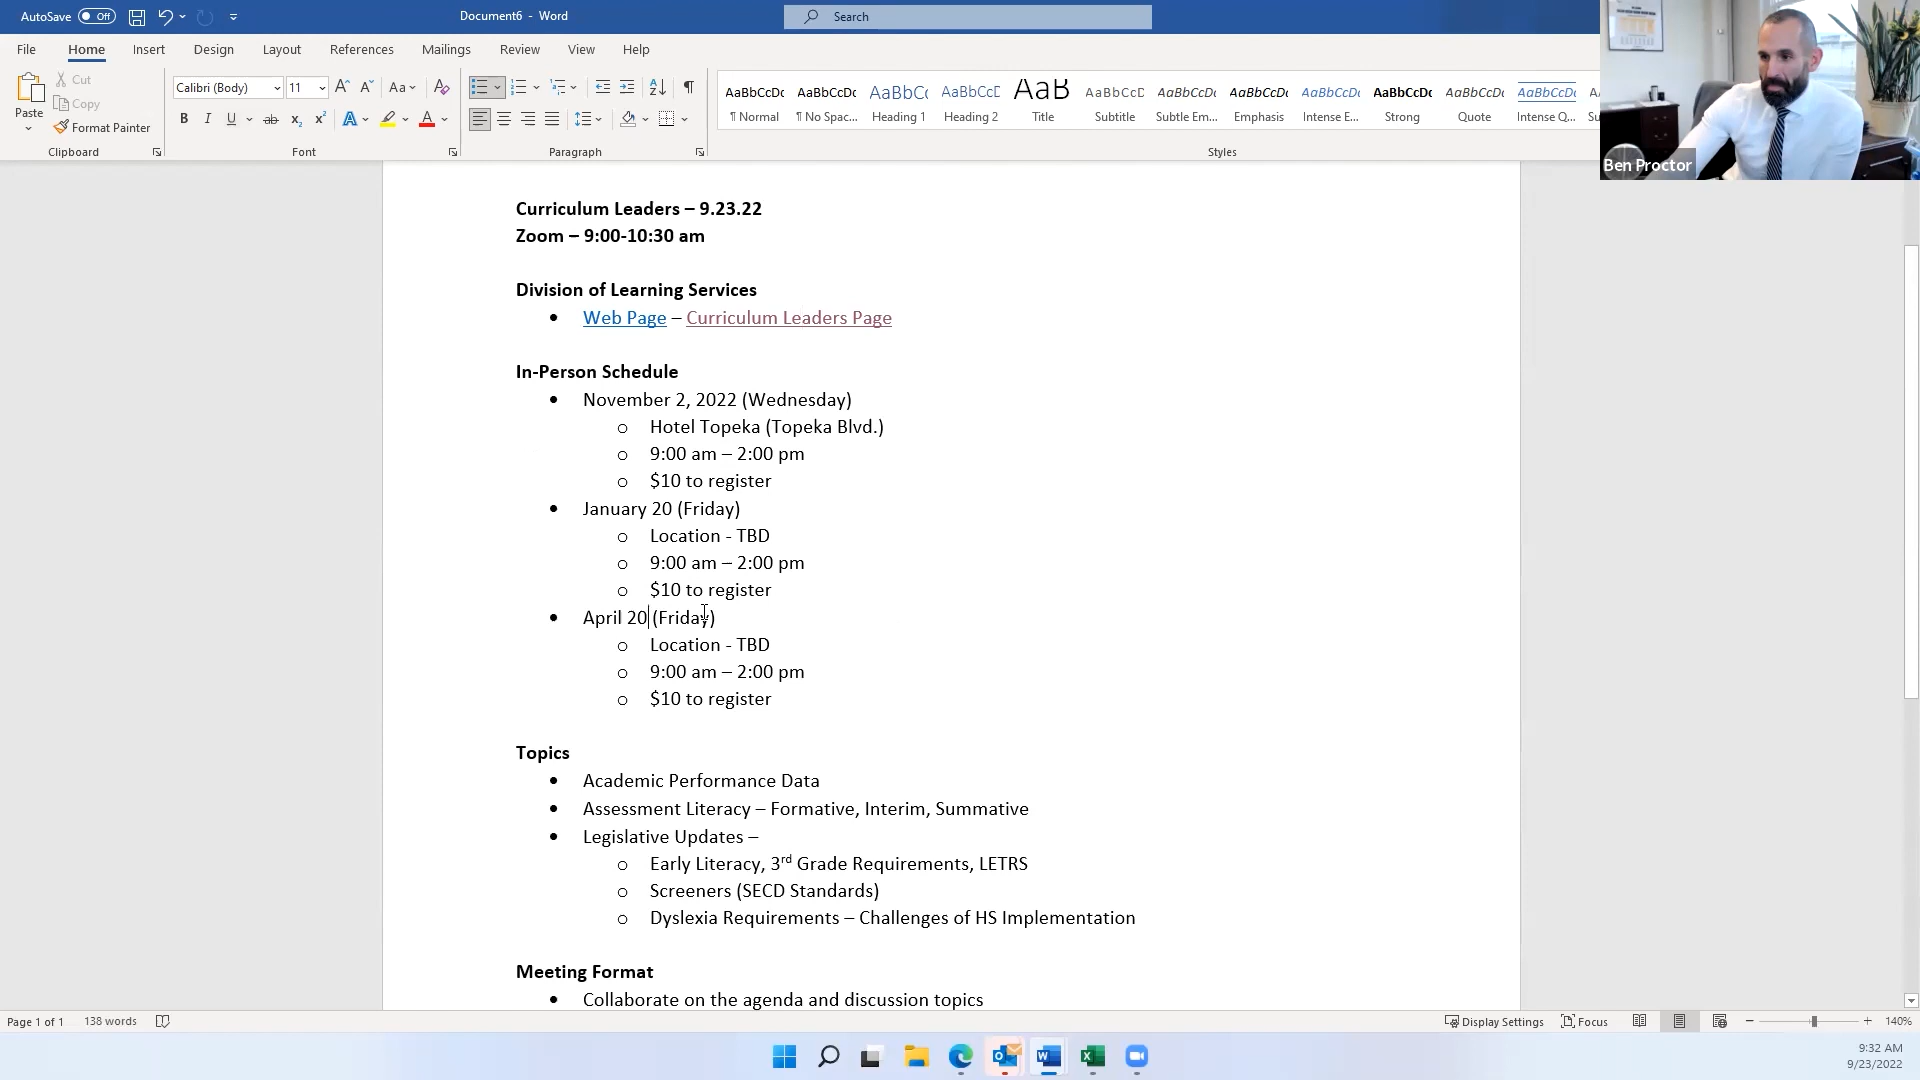 AutoSave Off Document6 - Word Search
File Home Insert Design Layout References Mailings Review View Help
Paste Cut Copy Format Painter
Calibri (Body) 11
AaBbCcDc AaBbCcDc AaBbC( AaBbCcE AaB AaBbCcD AaBbCcDc AaBbCcDc AaBbCcDc AaBbCcDc AaBbCcDc AaBbCcDc
¶ Normal ¶ No Spac... Heading 1 Heading 2 Title Subtitle Subtle Em... Emphasis Intense E... Strong Quote Intense Q...
Clipboard Font Paragraph Styles
Ben Proctor
Curriculum Leaders – 9.23.22
Zoom – 9:00-10:30 am
Division of Learning Services
• Web Page – Curriculum Leaders Page
In-Person Schedule
• November 2, 2022 (Wednesday)
o Hotel Topeka (Topeka Blvd.)
o 9:00 am – 2:00 pm
o $10 to register
• January 20 (Friday)
o Location - TBD
o 9:00 am – 2:00 pm
o $10 to register
• April 20 (Friday)
o Location - TBD
o 9:00 am – 2:00 pm
o $10 to register
Topics
• Academic Performance Data
• Assessment Literacy – Formative, Interim, Summative
• Legislative Updates –
o Early Literacy, 3rd Grade Requirements, LETRS
o Screeners (SECD Standards)
o Dyslexia Requirements – Challenges of HS Implementation
Meeting Format
• Collaborate on the agenda and discussion topics
Page 1 of 1 138 words Display Settings Focus 140%
9:32 AM
9/23/2022